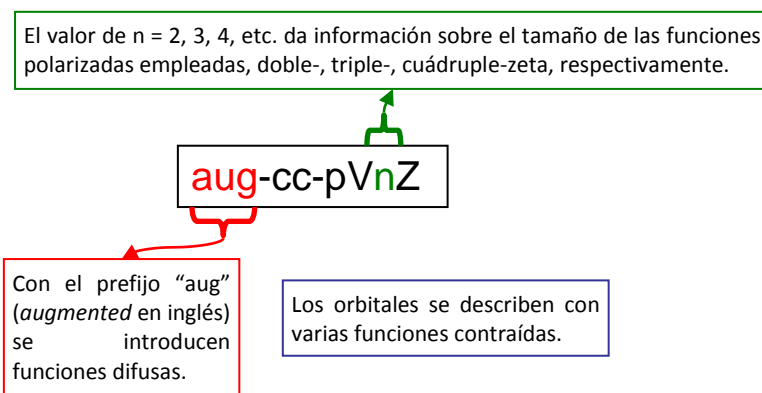 El valor de n = 2, 3, 4, etc. da información sobre el tamaño de las funciones
polarizadas empleadas, doble-, triple-, cuádruple-zeta, respectivamente.
aug-cc-pVnZ
Con el prefijo “aug”
(augmented en inglés)
se introducen
funciones difusas.
Los orbitales se describen con
varias funciones contraídas.